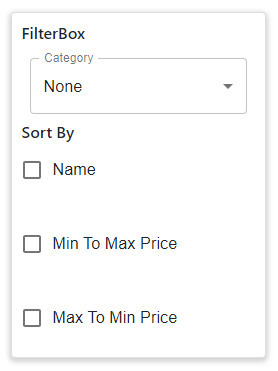 FilterBox
Category
None
Sort By
Name
Min To Max Price
Max To Min Price